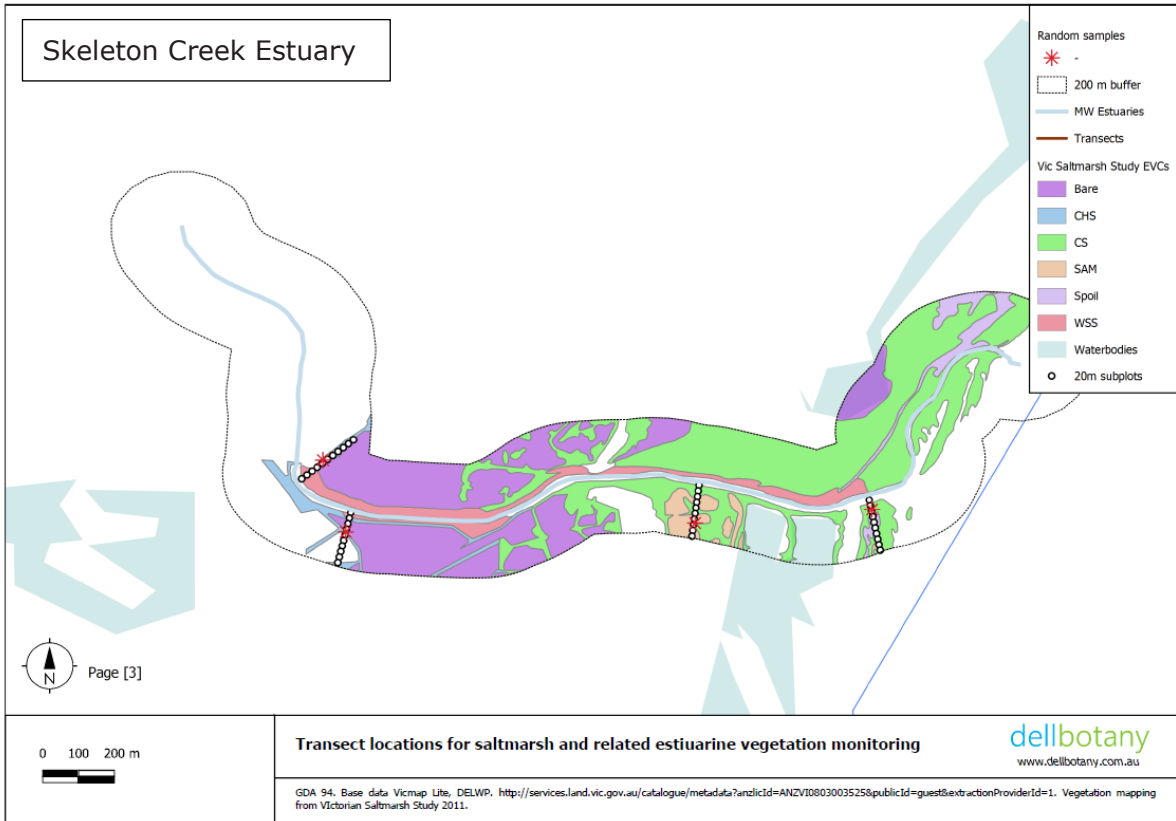 Skeleton Creek Estuary
Random samples
-
200 m buffer
MW Estuaries
Transects
Vic Saltmarsh Study EVCs
Bare
CHS
CS
SAM
Spoil
WSS
Waterbodies
20m subplots
N
Page [3]
0 100 200 m
Transect locations for saltmarsh and related estiuarine vegetation monitoring
dellbotany
www.dellbotany.com.au
GDA 94. Base data Vicmap Lite, DELWP. http://services.land.vic.gov.au/catalogue/metadata?anzlicId=ANZVI0803003525&publicId=guest&extractionProviderId=1. Vegetation mapping
from VIctorian Saltmarsh Study 2011.